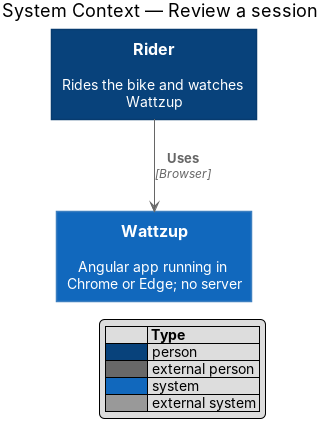 System Context — Review a session
Rider
Rides the bike and watches
Wattzup
Uses
[Browser]
Wattzup
Angular app running in
Chrome or Edge; no server
Type
person
external person
system
external system